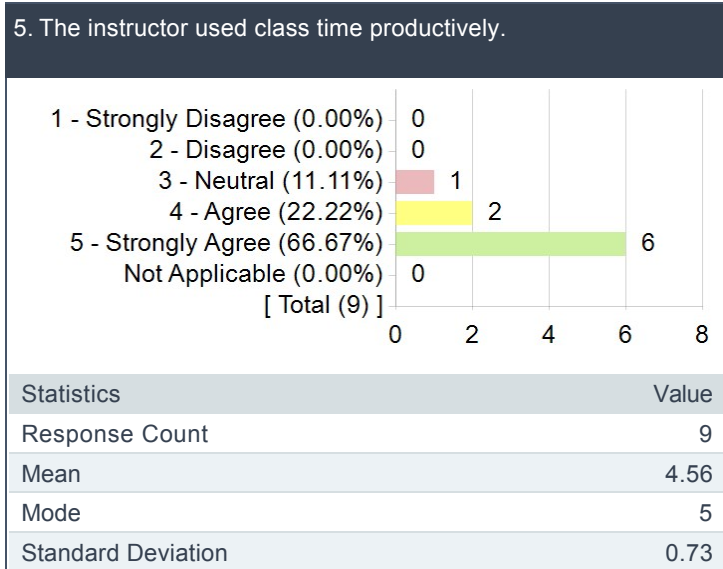 5. The instructor used class time productively.
1 - Strongly Disagree (0.00%) 0
2 - Disagree (0.00%) 0
3 - Neutral (11.11%) 1
4 - Agree (22.22%) 2
5 - Strongly Agree (66.67%) 6
Not Applicable (0.00%) 0
[ Total (9) ]
0 2 4 6 8
Statistics Value
Response Count 9
Mean 4.56
Mode 5
Standard Deviation 0.73